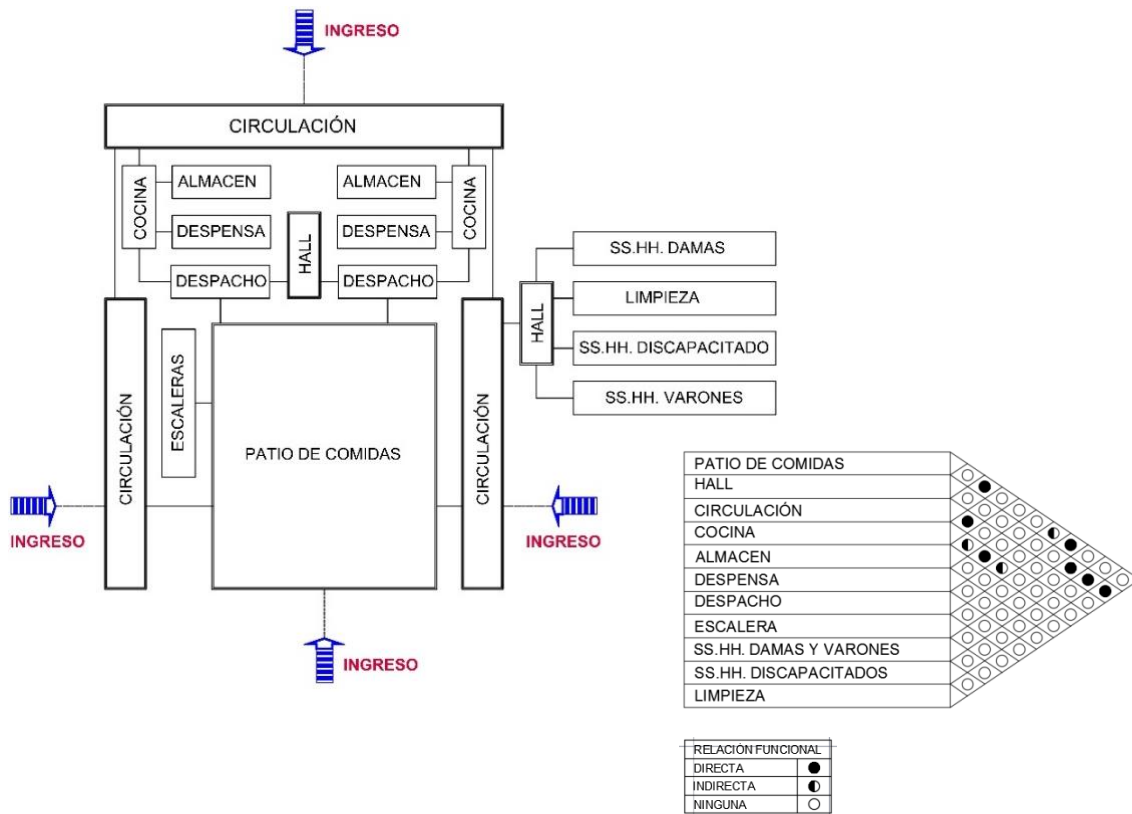 INGRESO
CIRCULACIÓN
COCINA
ALMACEN
ALMACEN
COCINA
DESPENSA
HALL
DESPENSA
DESPACHO
DESPACHO
SS.HH. DAMAS
LIMPIEZA
HALL
SS.HH. DISCAPACITADO
SS.HH. VARONES
CIRCULACIÓN
ESCALERAS
PATIO DE COMIDAS
CIRCULACIÓN
INGRESO
INGRESO
INGRESO
PATIO DE COMIDAS
HALL
CIRCULACIÓN
COCINA
ALMACEN
DESPENSA
DESPACHO
ESCALERA
SS.HH. DAMAS Y VARONES
SS.HH. DISCAPACITADOS
LIMPIEZA
RELACIÓN FUNCIONAL
DIRECTA
INDIRECTA
NINGUNA